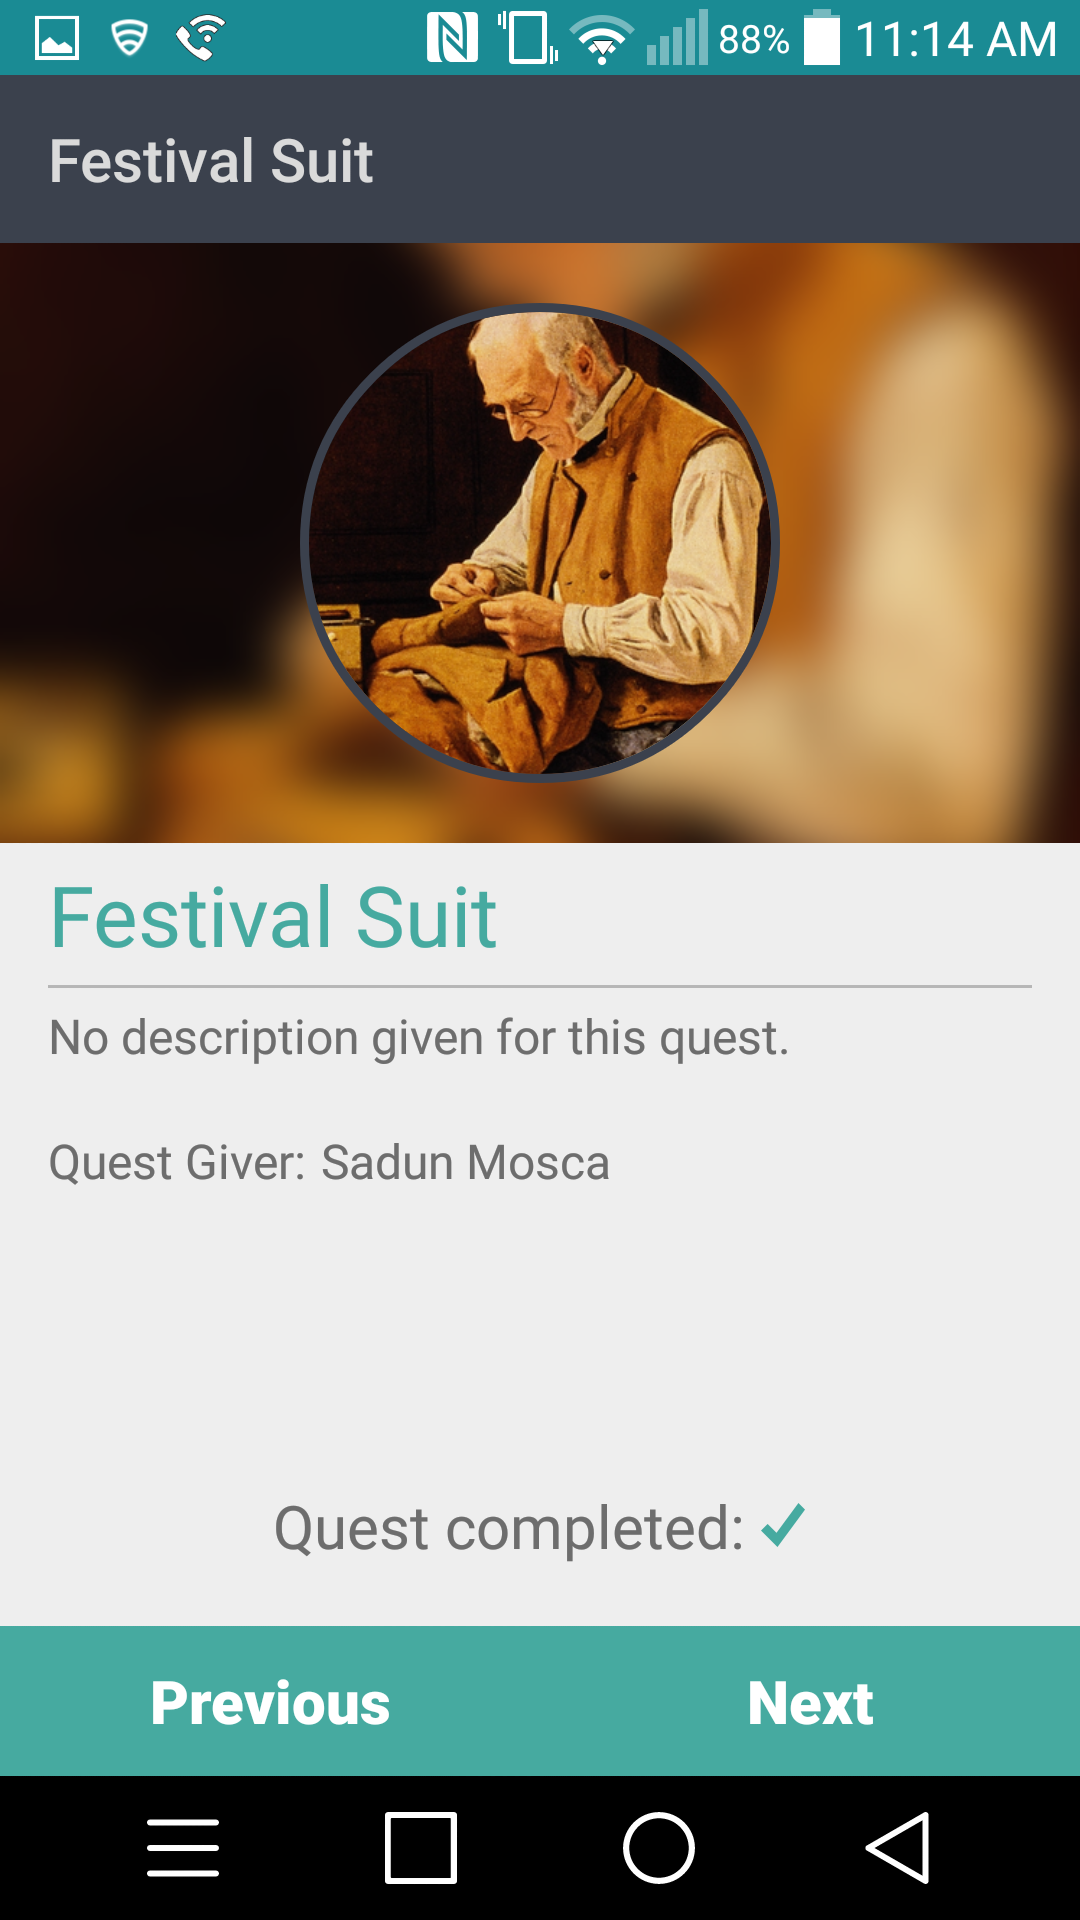 88% 11:14 AM
Festival Suit
Festival Suit
No description given for this quest.
Quest Giver: Sadun Mosca
Quest completed:
Previous Next